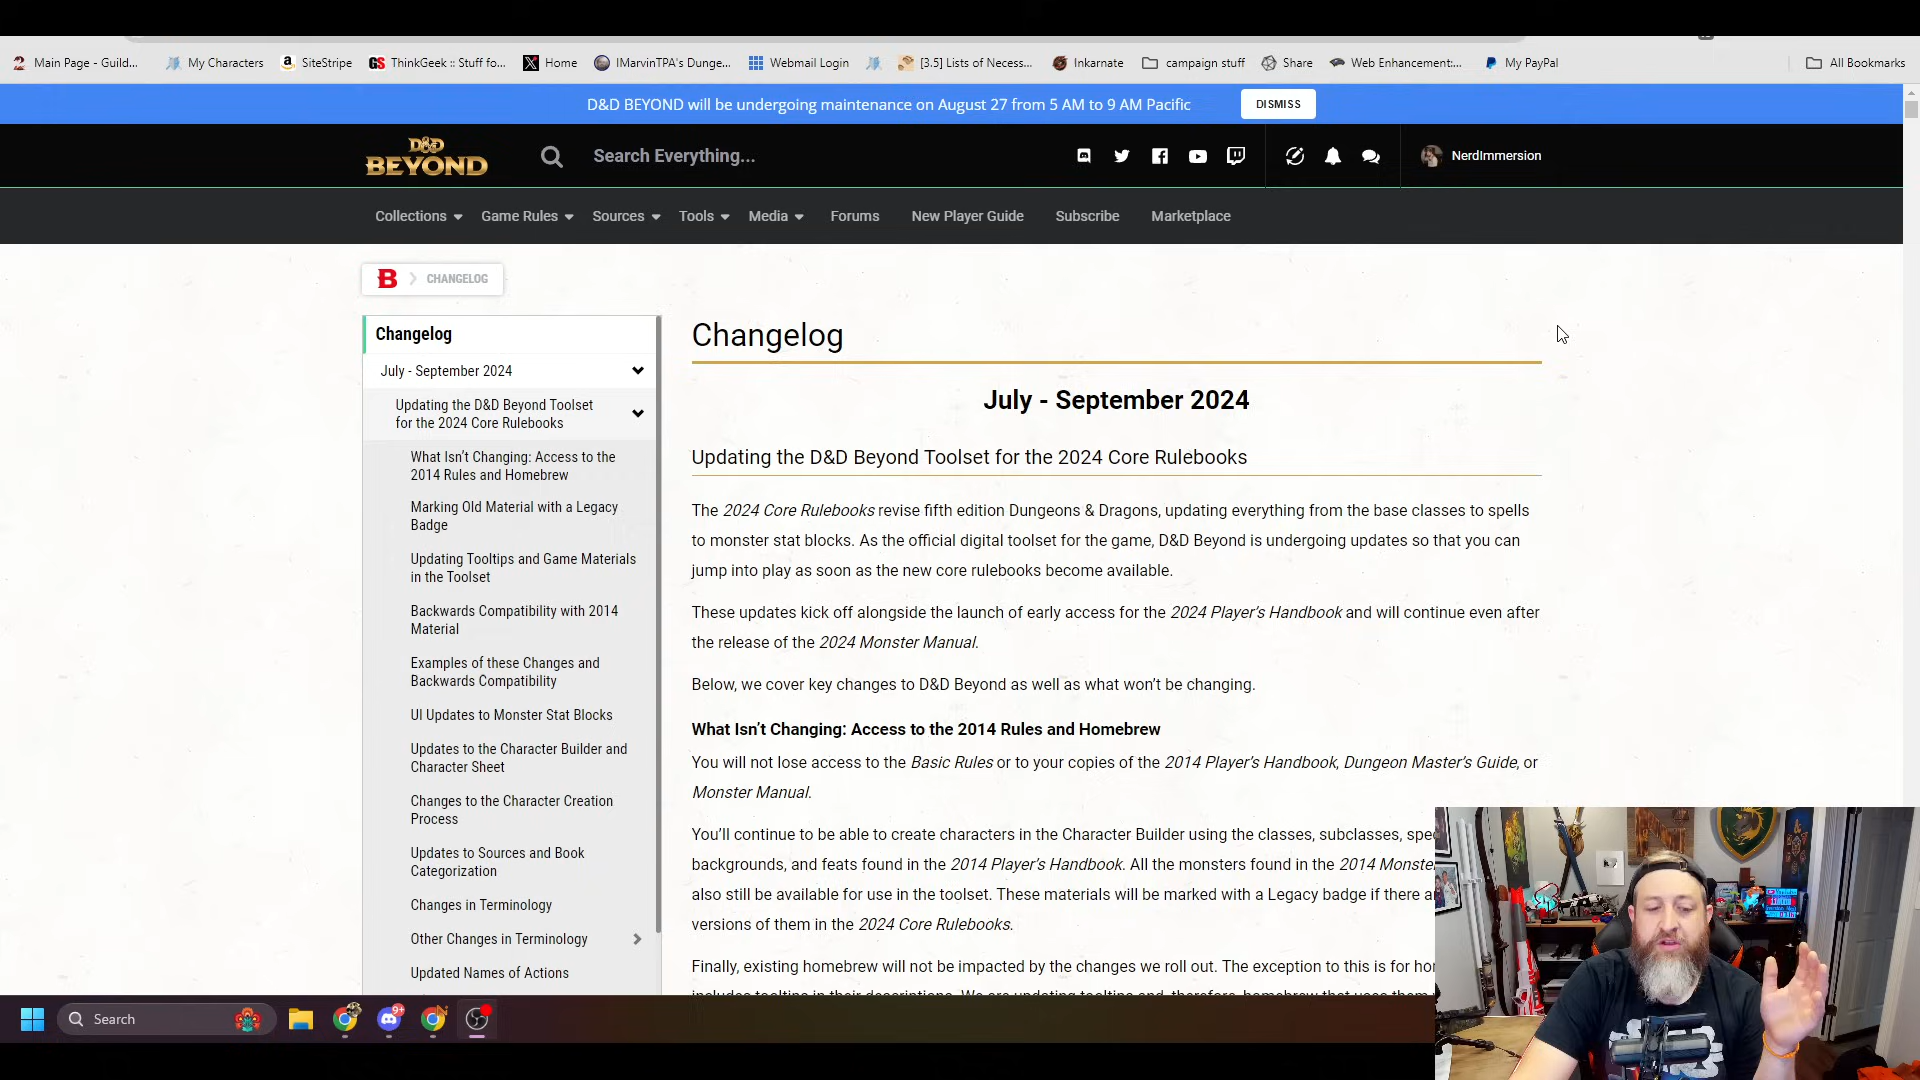 Main Page - Guild...
My Characters
SiteStripe
ThinkGeek :: Stuff fo...
Home
IMarvinTPA's Dunge...
Webmail Login
[3.5] Lists of Necess...
Inkarnate
campaign stuff
Share
Web Enhancement:...
My PayPal
All Bookmarks
D&D BEYOND will be undergoing maintenance on August 27 from 5 AM to 9 AM Pacific
DISMISS
D&D
BEYOND
Search Everything...
NerdImmersion
Collections
Game Rules
Sources
Tools
Media
Forums
New Player Guide
Subscribe
Marketplace
B
CHANGELOG
Changelog
July - September 2024
Updating the D&D Beyond Toolset
for the 2024 Core Rulebooks
What Isn't Changing: Access to the
2014 Rules and Homebrew
Marking Old Material with a Legacy
Badge
Updating Tooltips and Game Materials
in the Toolset
Backwards Compatibility with 2014
Material
Examples of these Changes and
Backwards Compatibility
UI Updates to Monster Stat Blocks
Updates to the Character Builder and
Character Sheet
Changes to the Character Creation
Process
Updates to Sources and Book
Categorization
Changes in Terminology
Other Changes in Terminology
Updated Names of Actions
Changelog
July - September 2024
Updating the D&D Beyond Toolset for the 2024 Core Rulebooks
The 2024 Core Rulebooks revise fifth edition Dungeons & Dragons, updating everything from the base classes to spells
to monster stat blocks. As the official digital toolset for the game, D&D Beyond is undergoing updates so that you can
jump into play as soon as the new core rulebooks become available.
These updates kick off alongside the launch of early access for the 2024 Player's Handbook and will continue even after
the release of the 2024 Monster Manual.
Below, we cover key changes to D&D Beyond as well as what won't be changing.
What Isn't Changing: Access to the 2014 Rules and Homebrew
You will not lose access to the Basic Rules or to your copies of the 2014 Player's Handbook, Dungeon Master's Guide, or
Monster Manual.
You'll continue to be able to create characters in the Character Builder using the classes, subclasses, spe
backgrounds, and feats found in the 2014 Player's Handbook. All the monsters found in the 2014 Monste
also still be available for use in the toolset. These materials will be marked with a Legacy badge if there a
versions of them in the 2024 Core Rulebooks.
Finally, existing homebrew will not be impacted by the changes we roll out. The exception to this is for ho
includes tooltips in their descriptions. We are updating tooltips and, therefore, homebrew that uses them
Search
9+